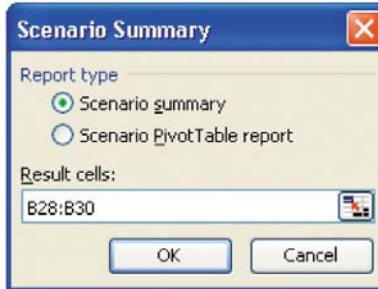 Scenario Summary
Report type
Scenario summary
Scenario PivotTable report
Result cells:
B28:B30
OK Cancel